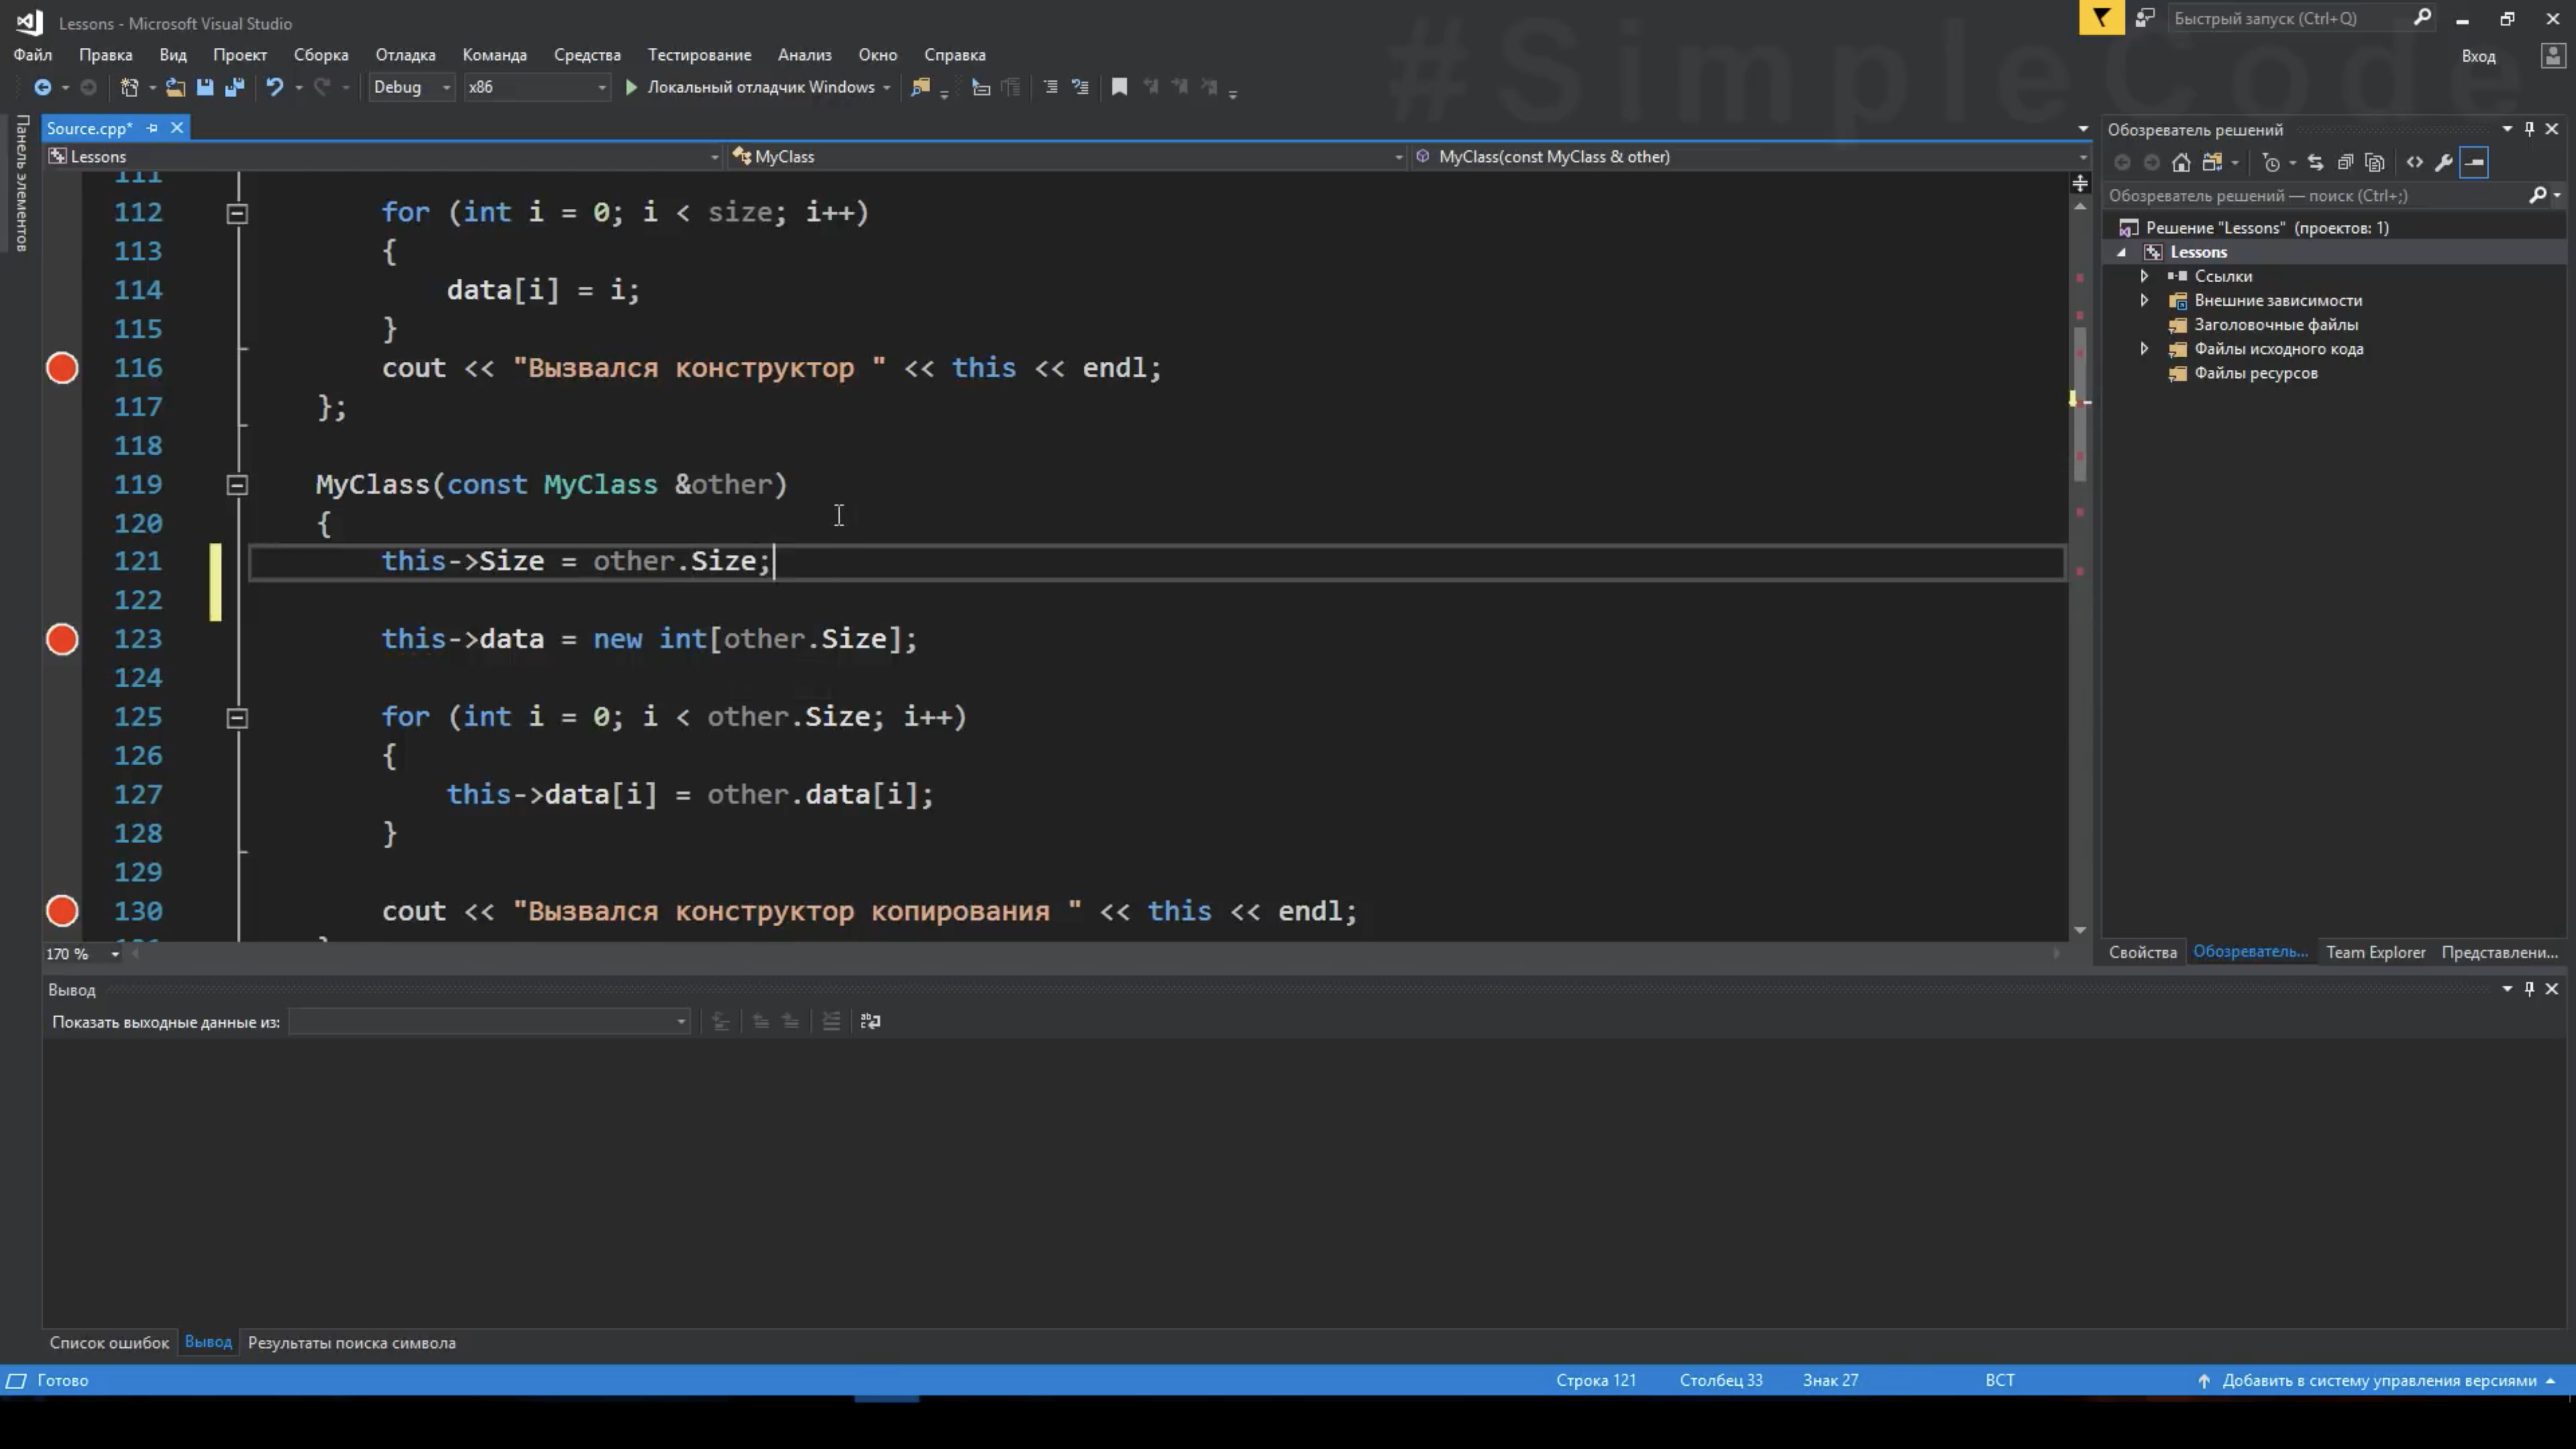 Lessons - Microsoft Visual Studio
#SimpleCode
Быстрый запуск (Ctrl+Q)
Файл Правка Вид Проект Сборка Отладка Команда Средства Тестирование Анализ Окно Справка
Вход
Debug x86 Локальный отладчик Windows
Панель элементов
Source.cpp*
Lessons MyClass MyClass(const MyClass & other)
111
112 for (int i = 0; i < size; i++)
113 {
114 data[i] = i;
115 }
116 cout << "Вызвался конструктор " << this << endl;
117 };
118
119 MyClass(const MyClass &other)
120 {
121 this->Size = other.Size;
122
123 this->data = new int[other.Size];
124
125 for (int i = 0; i < other.Size; i++)
126 {
127 this->data[i] = other.data[i];
128 }
129
130 cout << "Вызвался конструктор копирования " << this << endl;
170 %
Обозреватель решений
Обозреватель решений — поиск (Ctrl+;)
Решение "Lessons" (проектов: 1)
Lessons
Ссылки
Внешние зависимости
Заголовочные файлы
Файлы исходного кода
Файлы ресурсов
Свойства Обозреватель... Team Explorer Представлени...
Вывод
Показать выходные данные из:
Список ошибок Вывод Результаты поиска символа
Готово
Строка 121 Столбец 33 Знак 27 ВСТ
Добавить в систему управления версиями